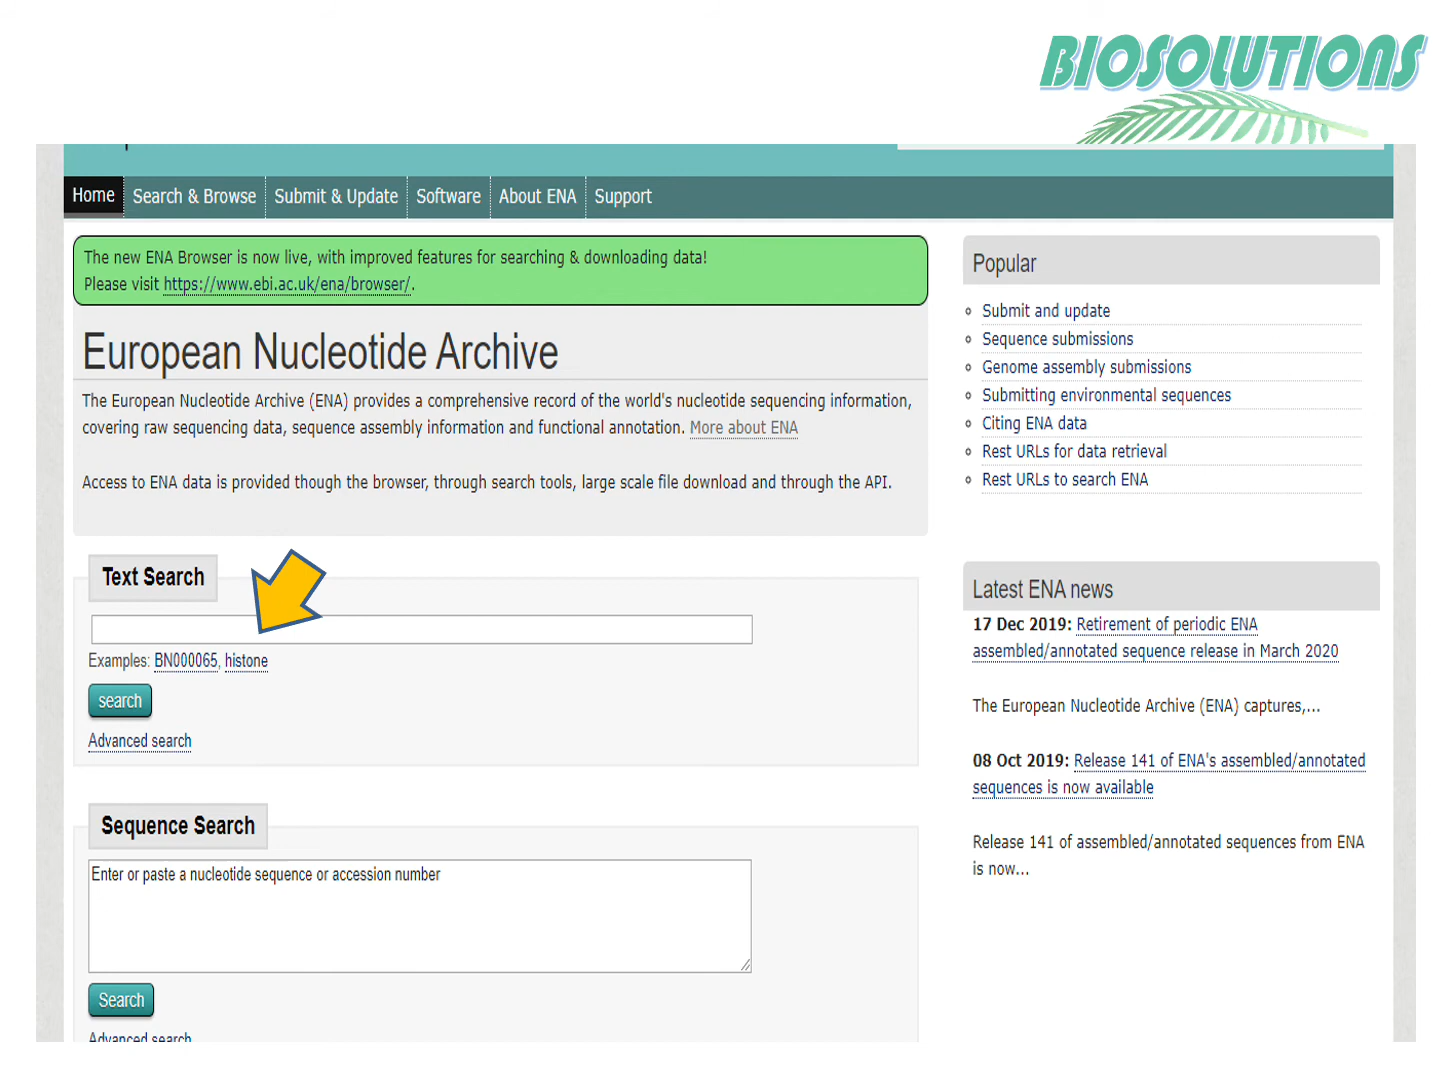 BIOSOLUTIONS
Home
Search & Browse
Submit & Update
Software
About ENA
Support
The new ENA Browser is now live, with improved features for searching & downloading data!
Please visit https://www.ebi.ac.uk/ena/browser/.
European Nucleotide Archive
The European Nucleotide Archive (ENA) provides a comprehensive record of the world's nucleotide sequencing information,
covering raw sequencing data, sequence assembly information and functional annotation. More about ENA
Access to ENA data is provided though the browser, through search tools, large scale file download and through the API.
Text Search
Examples: BN000065, histone
search
Advanced search
Sequence Search
Enter or paste a nucleotide sequence or accession number
Search
Advanced search
Popular
Submit and update
Sequence submissions
Genome assembly submissions
Submitting environmental sequences
Citing ENA data
Rest URLs for data retrieval
Rest URLs to search ENA
Latest ENA news
17 Dec 2019: Retirement of periodic ENA
assembled/annotated sequence release in March 2020
The European Nucleotide Archive (ENA) captures,...
08 Oct 2019: Release 141 of ENA's assembled/annotated
sequences is now available
Release 141 of assembled/annotated sequences from ENA
is now...